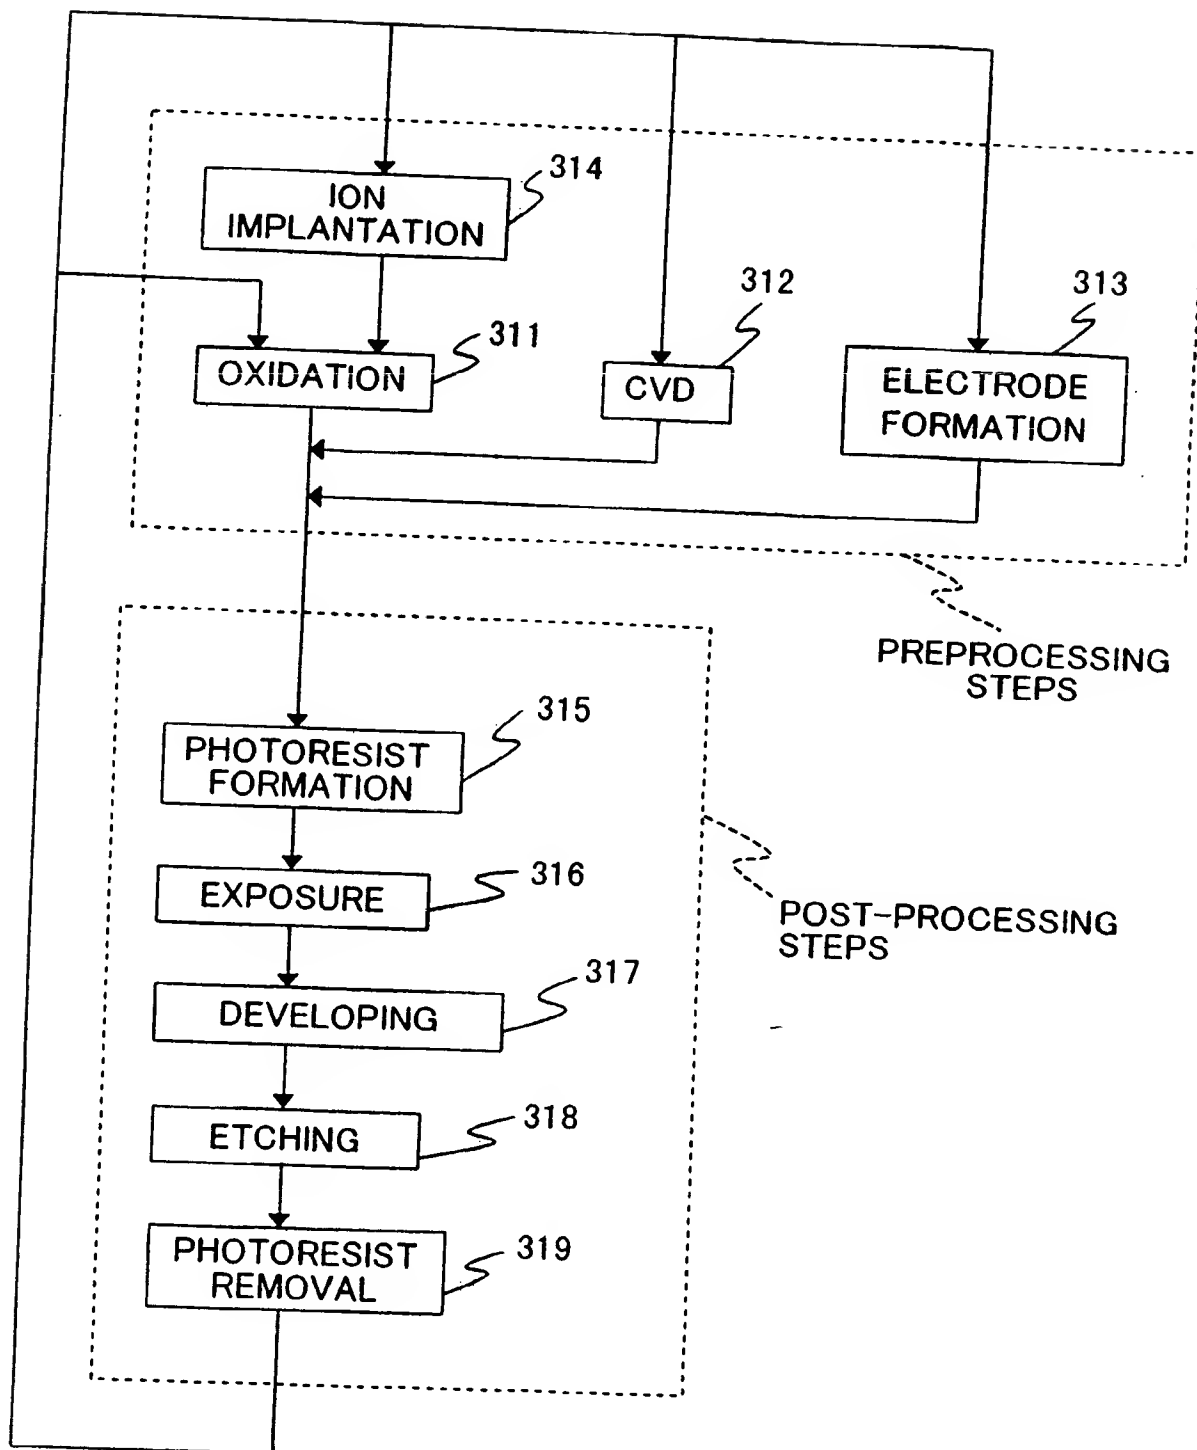 314
ION
IMPLANTATION
312
313
311
OXIDATION
CVD
ELECTRODE
FORMATION
PREPROCESSING
STEPS
315
PHOTORESIST
FORMATION
316
EXPOSURE
POST-PROCESSING
STEPS
317
DEVELOPING
318
ETCHING
319
PHOTORESIST
REMOVAL